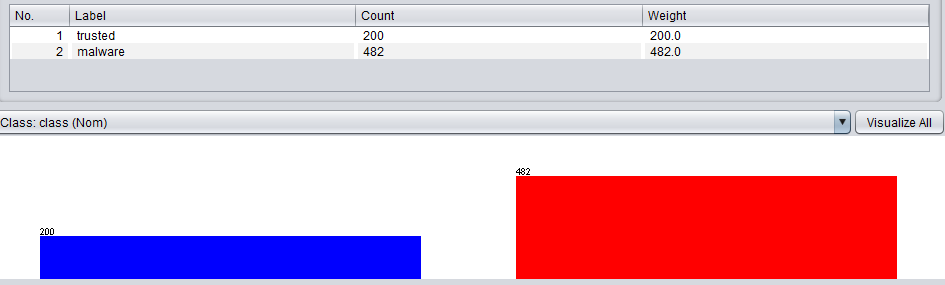 No. Label Count Weight
1 trusted 200 200.0
2 malware 482 482.0
Class: class (Nom) Visualize All
482
200